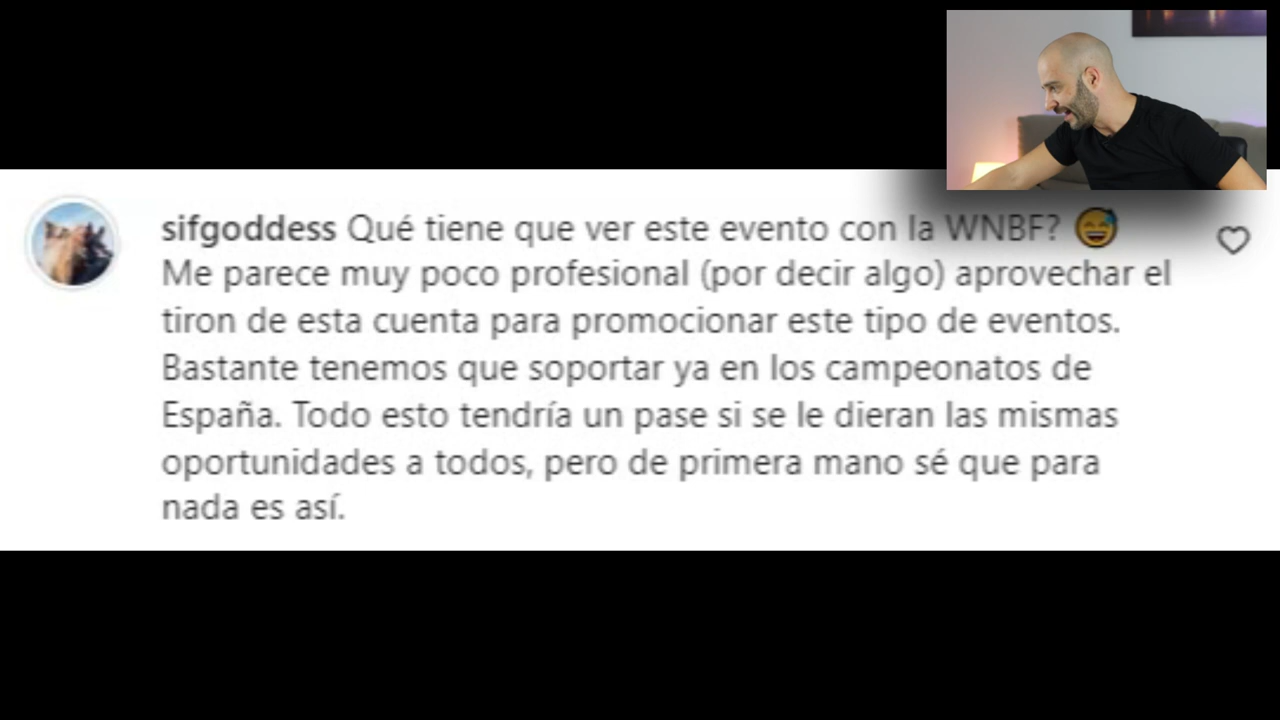 sifgoddess Qué tiene que ver este evento con la WNBF? 😅
Me parece muy poco profesional (por decir algo) aprovechar el
tiron de esta cuenta para promocionar este tipo de eventos.
Bastante tenemos que soportar ya en los campeonatos de
España. Todo esto tendría un pase si se le dieran las mismas
oportunidades a todos, pero de primera mano sé que para
nada es así.